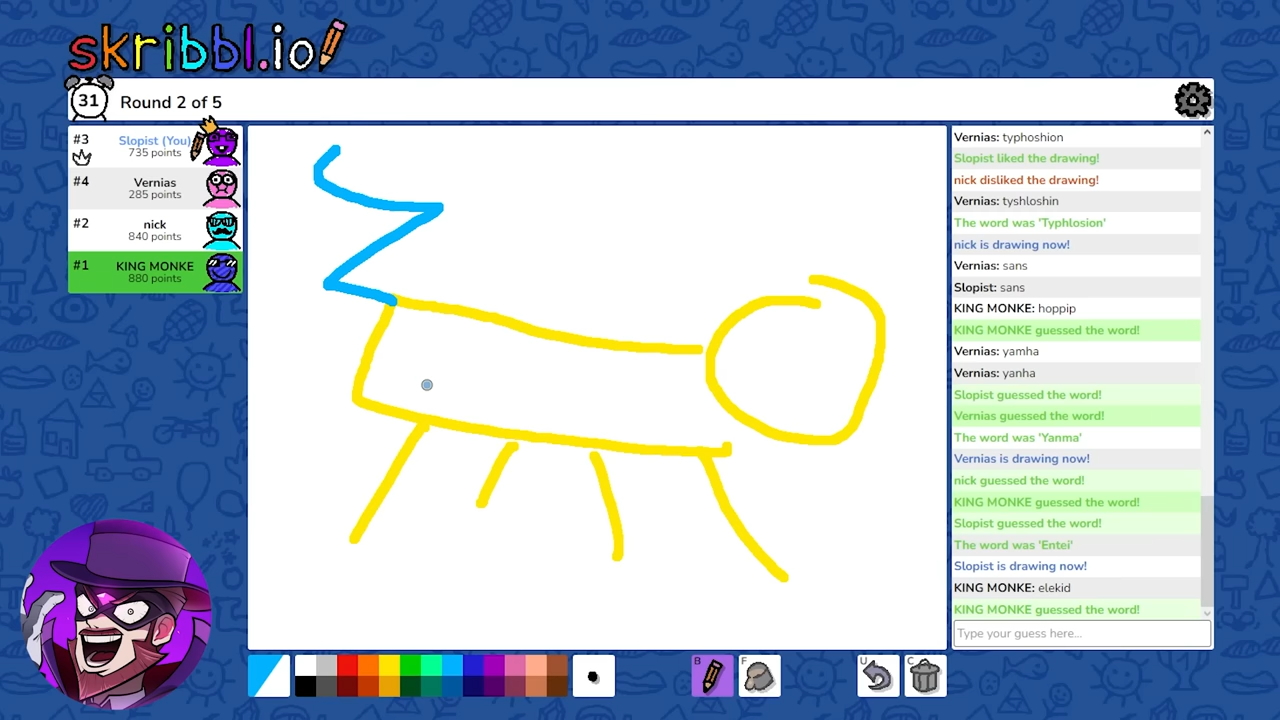 skribbl.io
31
Round 2 of 5
#3
Slopist (You)
735 points
#4
Vernias
285 points
#2
nick
840 points
#1
KING MONKE
880 points
Vernias: typhoshion
Slopist liked the drawing!
nick disliked the drawing!
Vernias: tyshloshin
The word was 'Typhlosion'
nick is drawing now!
Vernias: sans
Slopist: sans
KING MONKE: hoppip
KING MONKE guessed the word!
Vernias: yamha
Vernias: yanha
Slopist guessed the word!
Vernias guessed the word!
The word was 'Yanma'
Vernias is drawing now!
nick guessed the word!
KING MONKE guessed the word!
Slopist guessed the word!
The word was 'Entei'
Slopist is drawing now!
KING MONKE: elekid
KING MONKE guessed the word!
Type your guess here...
B
F
U
C